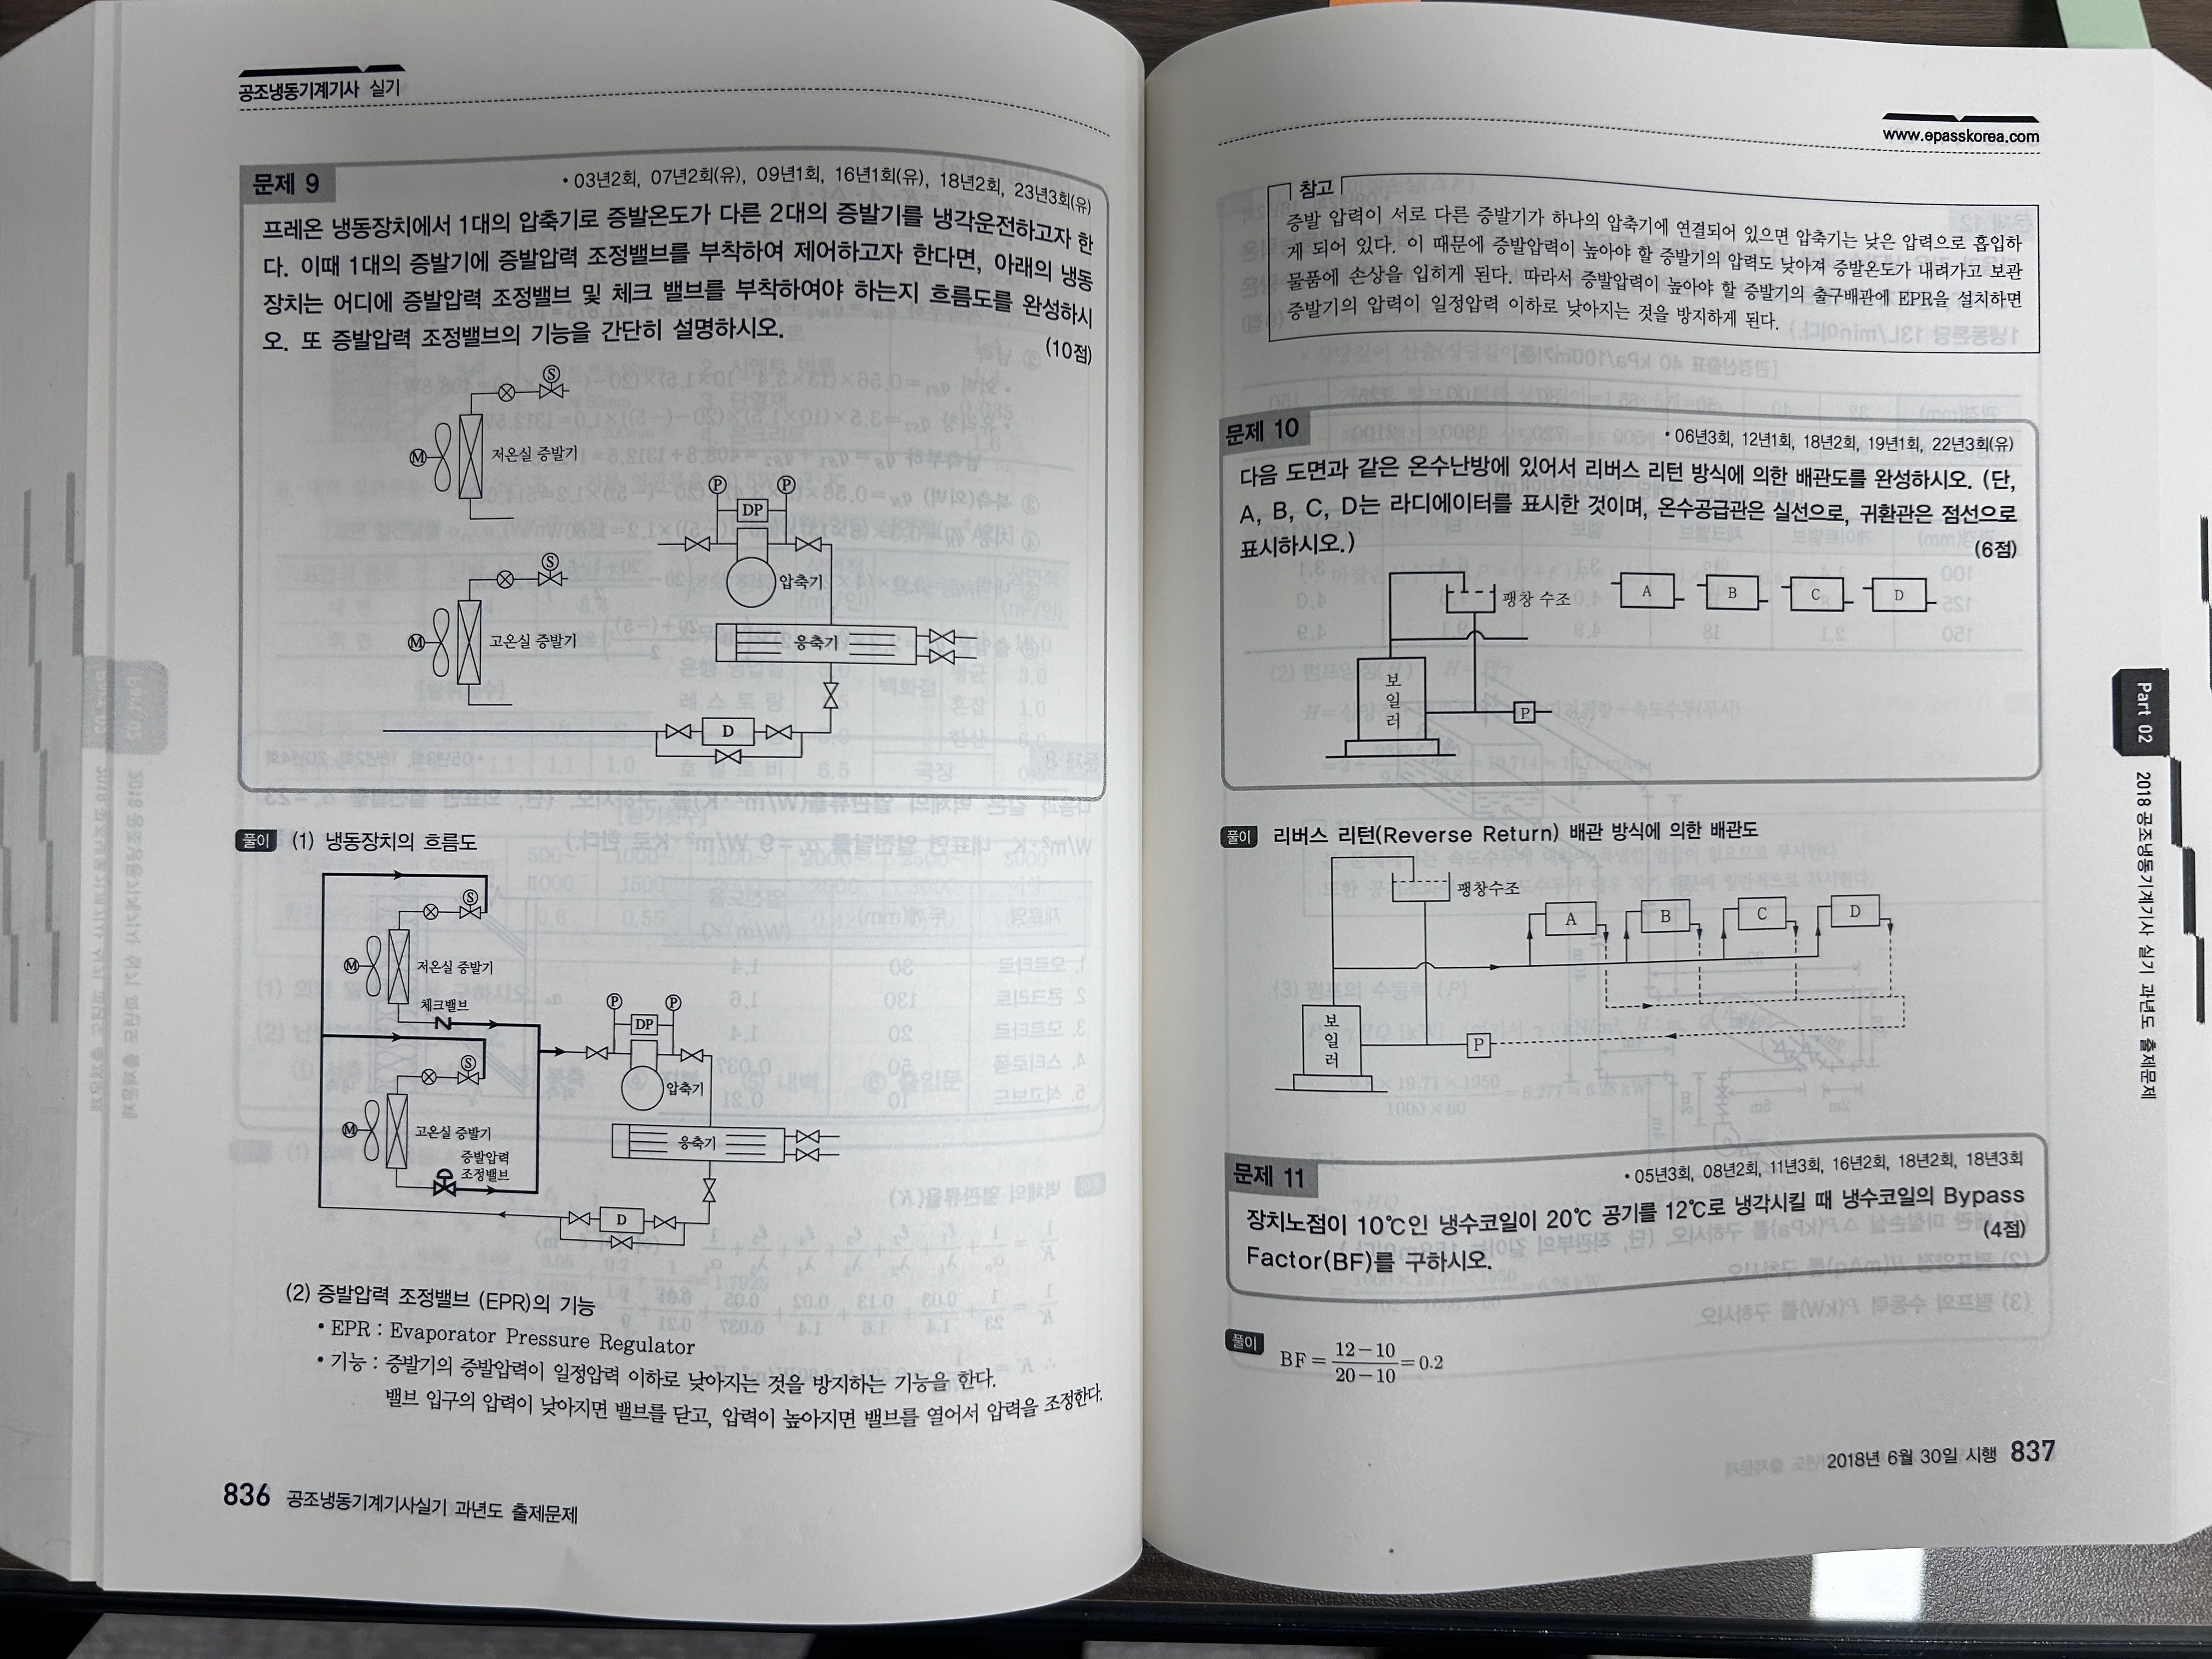 공조냉동기계기사 실기
문제 9
• 03년2회, 07년2회(유), 09년1회, 16년1회(유), 18년2회, 23년3회(유)
프레온 냉동장치에서 1대의 압축기로 증발온도가 다른 2대의 증발기를 냉각운전하고자 한
다. 이때 1대의 증발기에 증발압력 조정밸브를 부착하여 제어하고자 한다면, 아래의 냉동
장치는 어디에 증발압력 조정밸브 및 체크 밸브를 부착하여야 하는지 흐름도를 완성하시
오. 또 증발압력 조정밸브의 기능을 간단히 설명하시오.
(10점)
S
M
저온실 증발기
P
P
DP
압축기
S
M
고온실 증발기
응축기
D
풀이 (1) 냉동장치의 흐름도
S
M
저온실 증발기
체크밸브
P
P
DP
압축기
S
M
고온실 증발기
증발압력
조정밸브
응축기
D
(2) 증발압력 조정밸브 (EPR)의 기능
• EPR : Evaporator Pressure Regulator
• 기능 : 증발기의 증발압력이 일정압력 이하로 낮아지는 것을 방지하는 기능을 한다.
밸브 입구의 압력이 낮아지면 밸브를 닫고, 압력이 높아지면 밸브를 열어서 압력을 조정한다.
836 공조냉동기계기사실기 과년도 출제문제
www.epasskorea.com
참고
증발 압력이 서로 다른 증발기가 하나의 압축기에 연결되어 있으면 압축기는 낮은 압력으로 흡입하
게 되어 있다. 이 때문에 증발압력이 높아야 할 증발기의 압력도 낮아져 증발온도가 내려가고 보관
물품에 손상을 입히게 된다. 따라서 증발압력이 높아야 할 증발기의 출구배관에 EPR을 설치하면
증발기의 압력이 일정압력 이하로 낮아지는 것을 방지하게 된다.
문제 10
• 06년3회, 12년1회, 18년2회, 19년1회, 22년3회(유)
다음 도면과 같은 온수난방에 있어서 리버스 리턴 방식에 의한 배관도를 완성하시오. (단,
A, B, C, D는 라디에이터를 표시한 것이며, 온수공급관은 실선으로, 귀환관은 점선으로
표시하시오.)
(6점)
팽창 수조
A
B
C
D
보
일
러
P
풀이 리버스 리턴(Reverse Return) 배관 방식에 의한 배관도
팽창수조
A
B
C
D
보
일
러
P
문제 11
• 05년3회, 08년2회, 11년3회, 16년2회, 18년2회, 18년3회
장치노점이 10℃인 냉수코일이 20℃ 공기를 12℃로 냉각시킬 때 냉수코일의 Bypass
Factor(BF)를 구하시오.
(4점)
풀이
BF = (12−10)/(20−10) = 0.2
2018년 6월 30일 시행 837
Part 02
2018 공조냉동기계기사 실기 과년도 출제문제